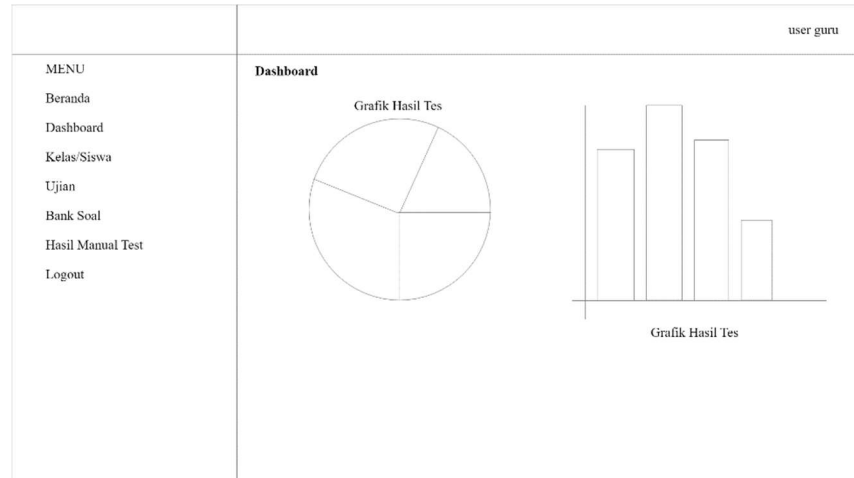 user guru
MENU
Beranda
Dashboard
Kelas/Siswa
Ujian
Bank Soal
Hasil Manual Test
Logout
Dashboard
Grafik Hasil Tes
Grafik Hasil Tes